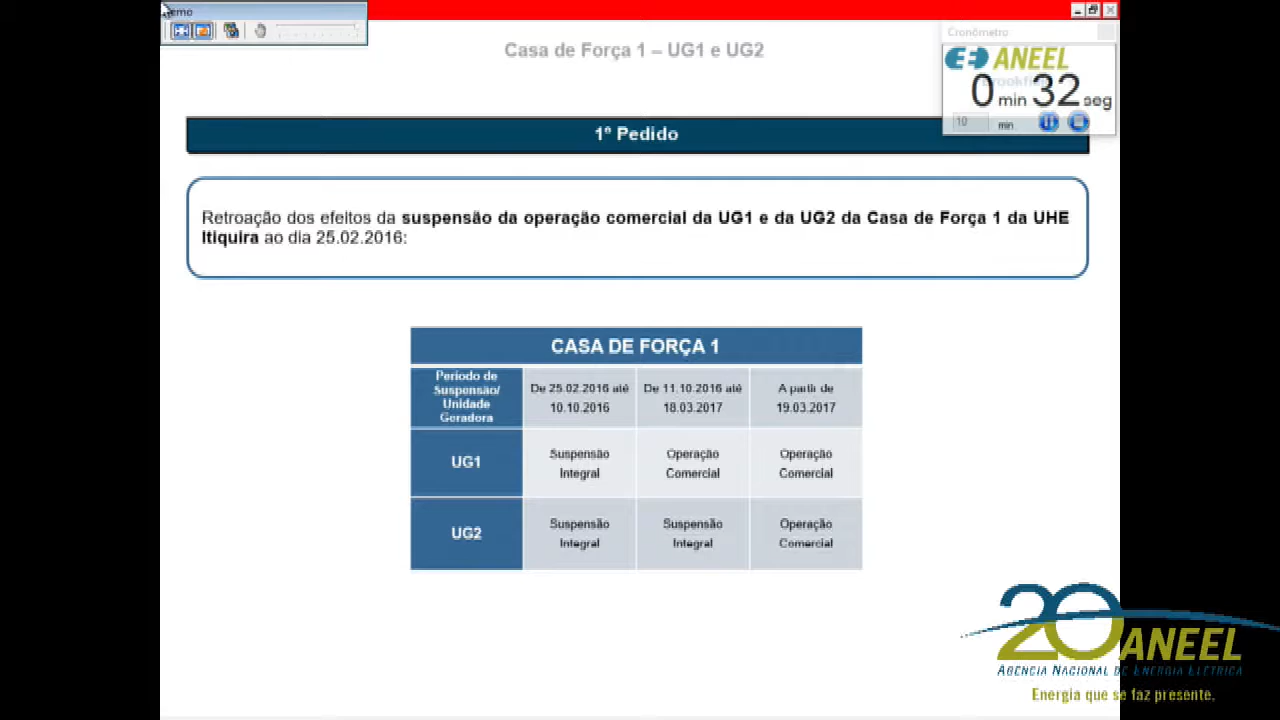 emo
Casa de Força 1 – UG1 e UG2
Cronômetro
ANEEL
0 min 32 seg
10 min
1º Pedido
Retroação dos efeitos da suspensão da operação comercial da UG1 e da UG2 da Casa de Força 1 da UHE
Itiquira ao dia 25.02.2016:
CASA DE FORÇA 1
Período de
Suspensão/
Unidade
Geradora
De 25.02.2016 até
10.10.2016
De 11.10.2016 até
18.03.2017
A partir de
19.03.2017
UG1
Suspensão
Integral
Operação
Comercial
Operação
Comercial
UG2
Suspensão
Integral
Suspensão
Integral
Operação
Comercial
20 ANEEL
AGÊNCIA NACIONAL DE ENERGIA ELÉTRICA
Energia que se faz presente.